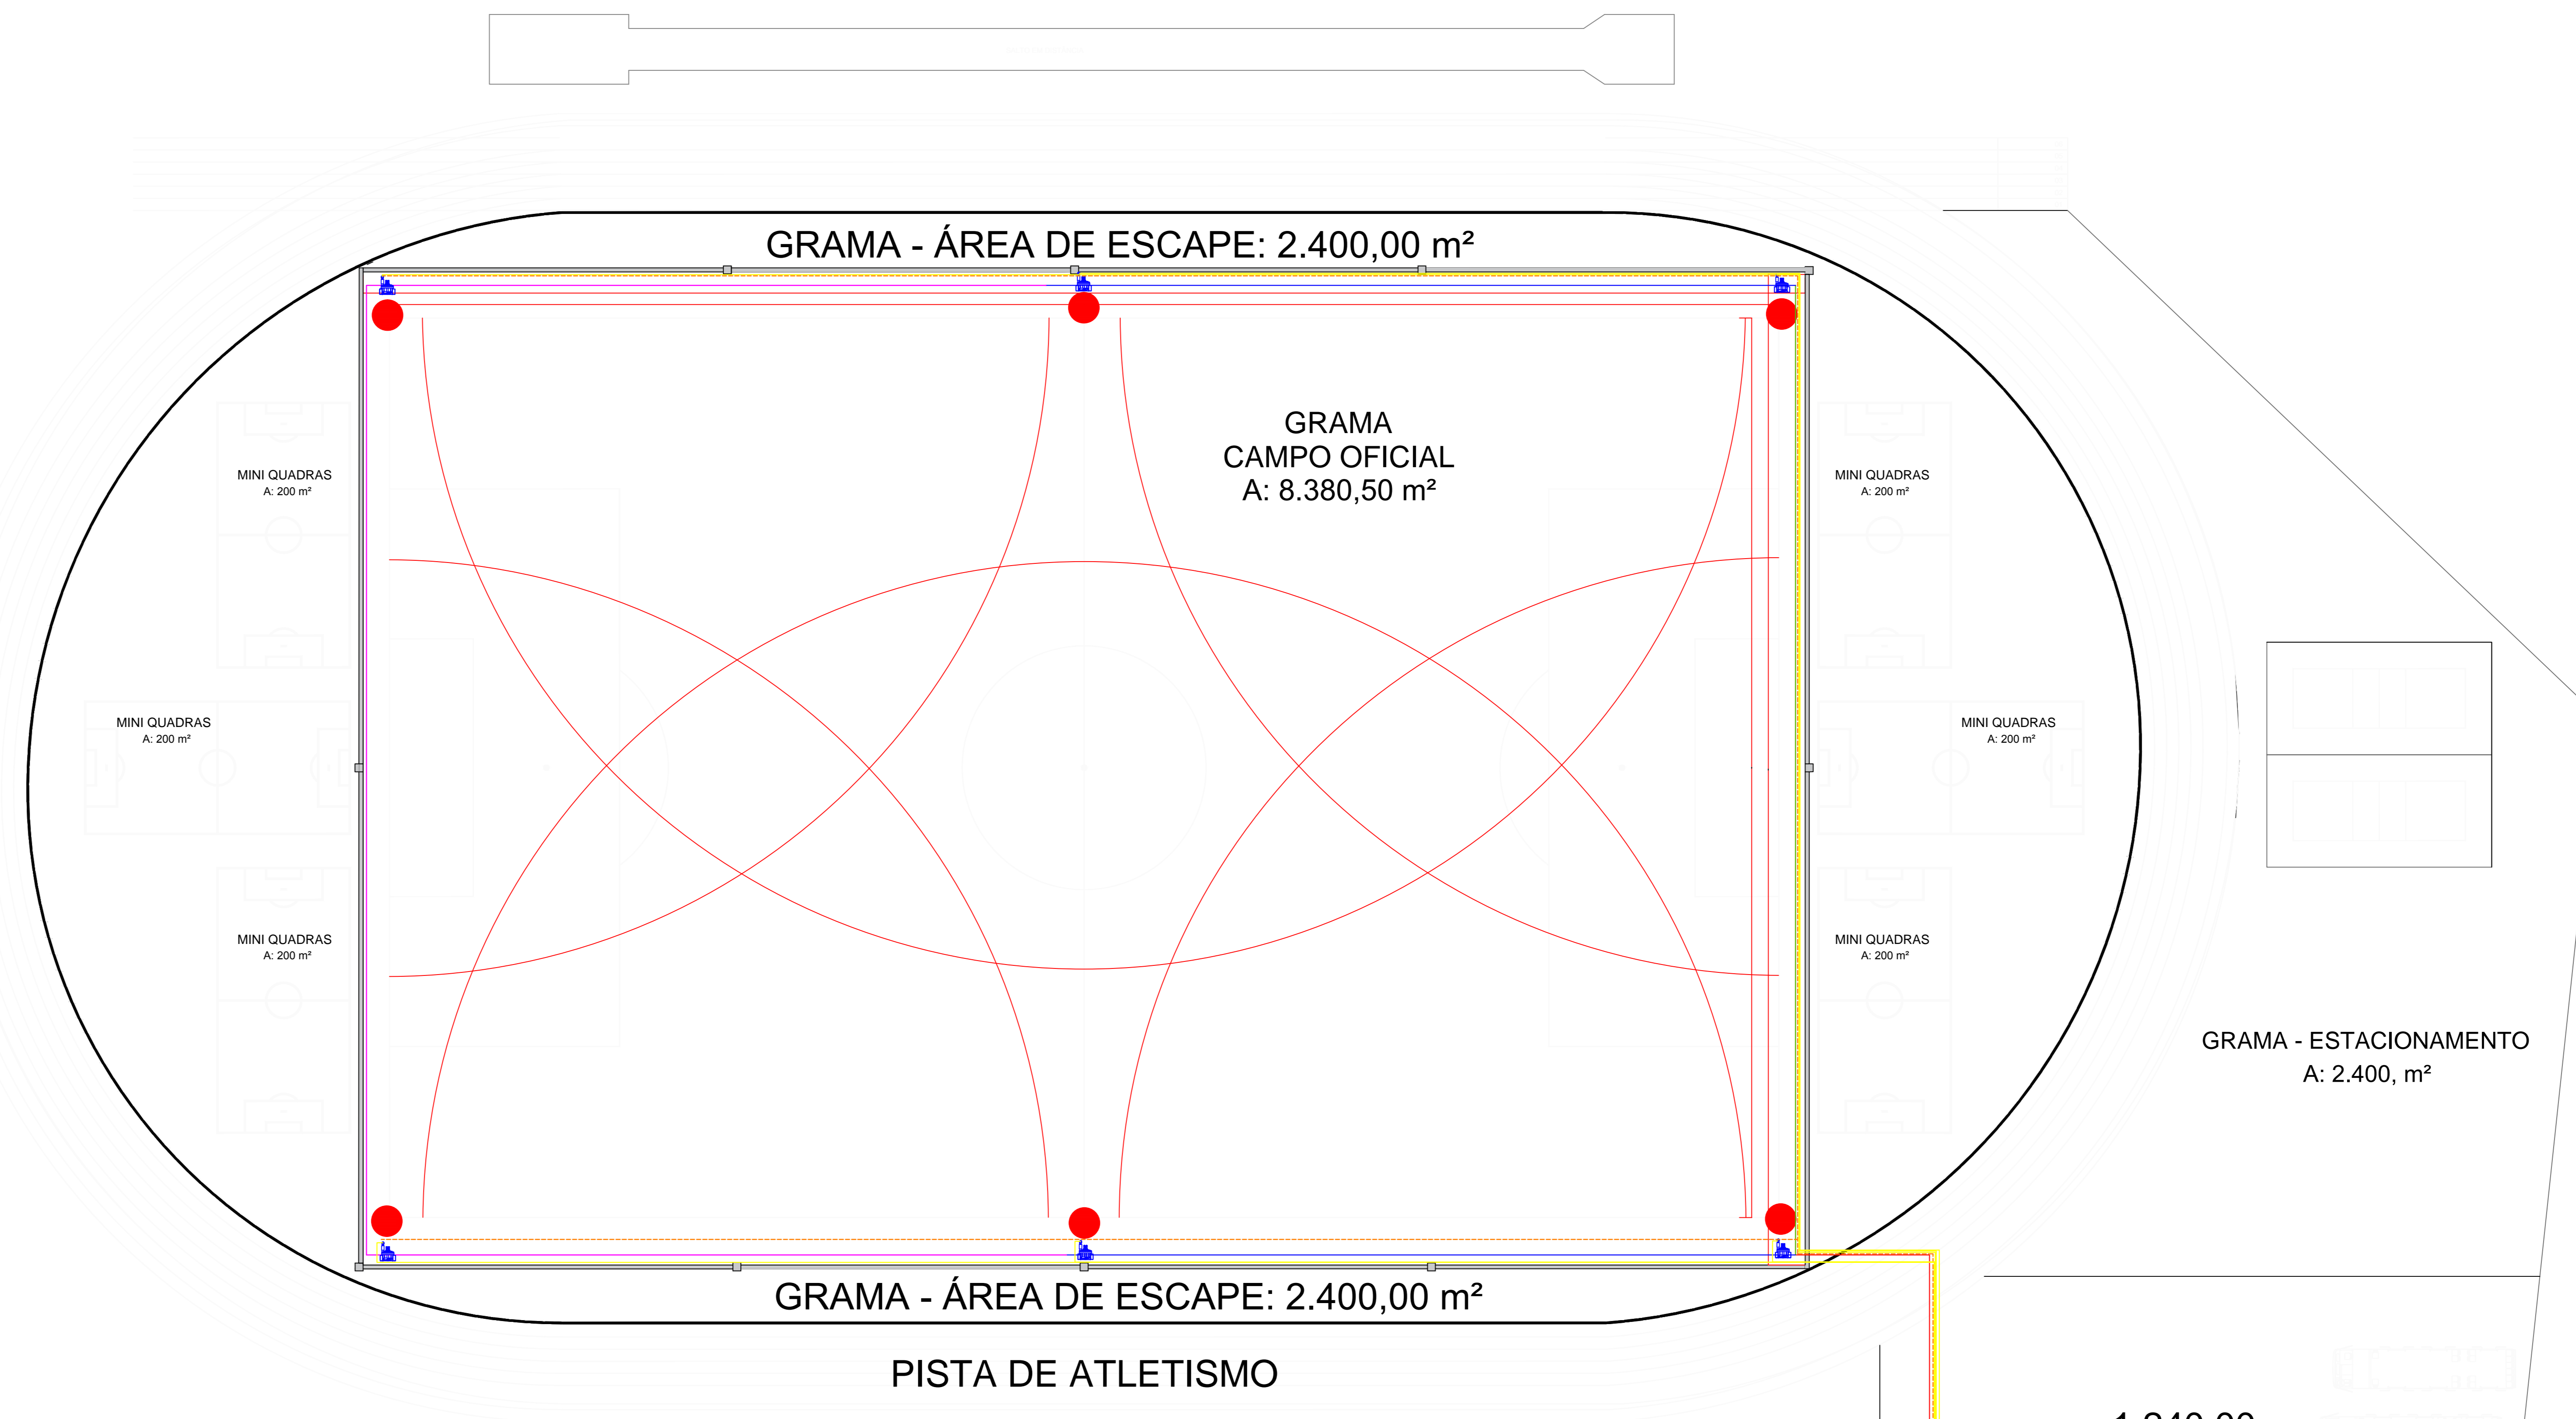 GRAMA - ÁREA DE ESCAPE: 2.400,00 m²
GRAMA
CAMPO OFICIAL
A: 8.380,50 m²
MINI QUADRAS
A: 200 m²
MINI QUADRAS
A: 200 m²
MINI QUADRAS
A: 200 m²
MINI QUADRAS
A: 200 m²
MINI QUADRAS
A: 200 m²
MINI QUADRAS
A: 200 m²
GRAMA - ESTACIONAMENTO
A: 2.400, m²
GRAMA - ÁREA DE ESCAPE: 2.400,00 m²
PISTA DE ATLETISMO